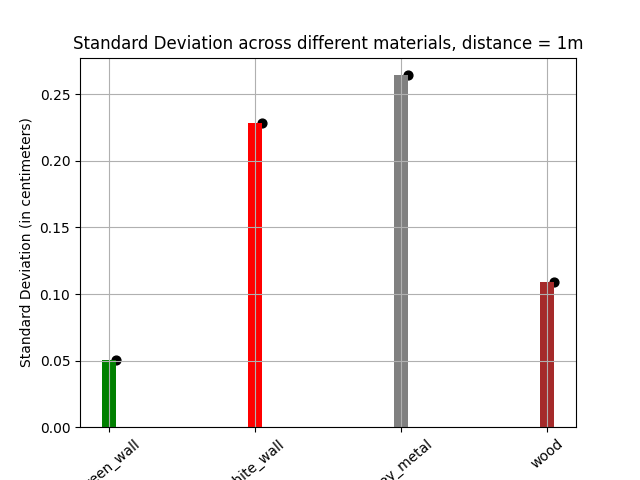 Standard Deviation across different materials, distance = 1m
Standard Deviation (in centimeters)
0.25
0.20
0.15
0.10
0.05
0.00
een_wall
hite_wall
y_metal
wood